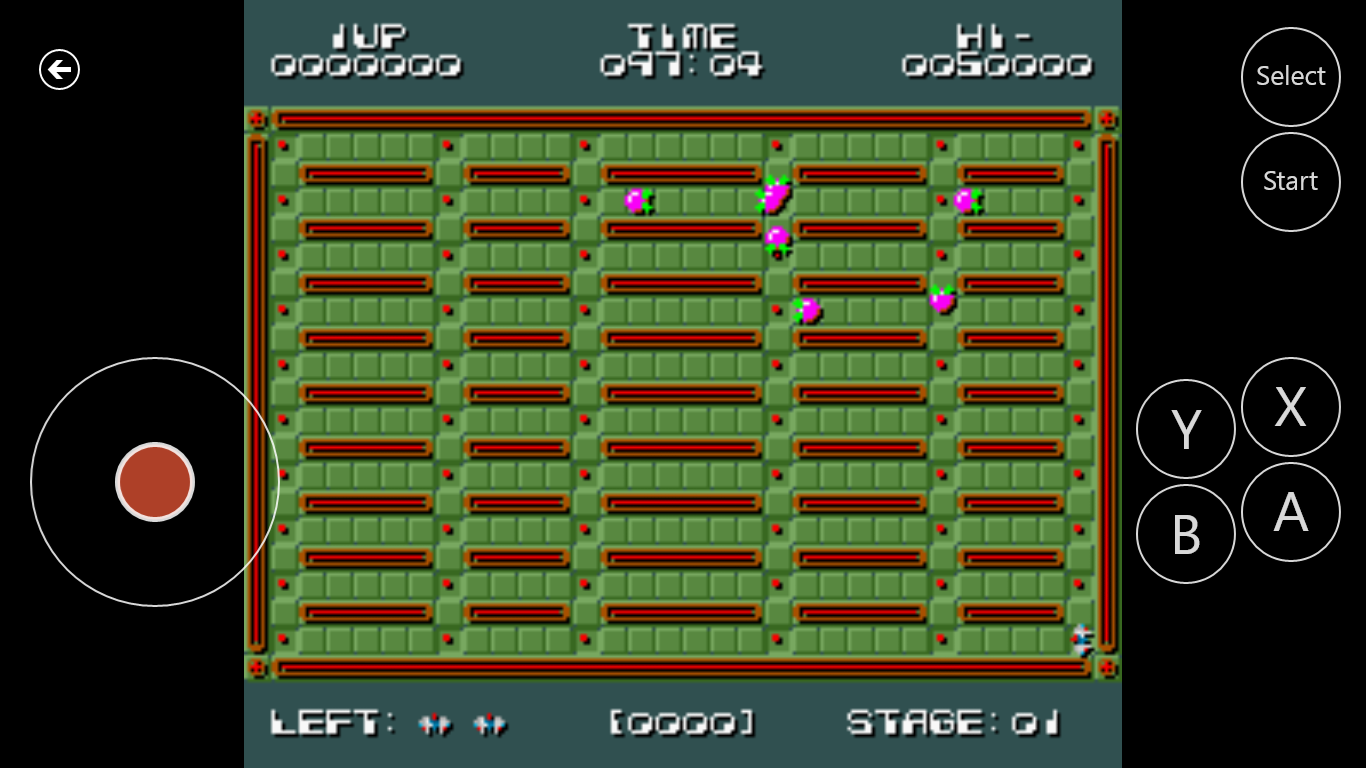 1UP TIME HI-
0000000 097:04 0050000
Select
Start
X
Y
A
B
LEFT: [0000] STAGE:01